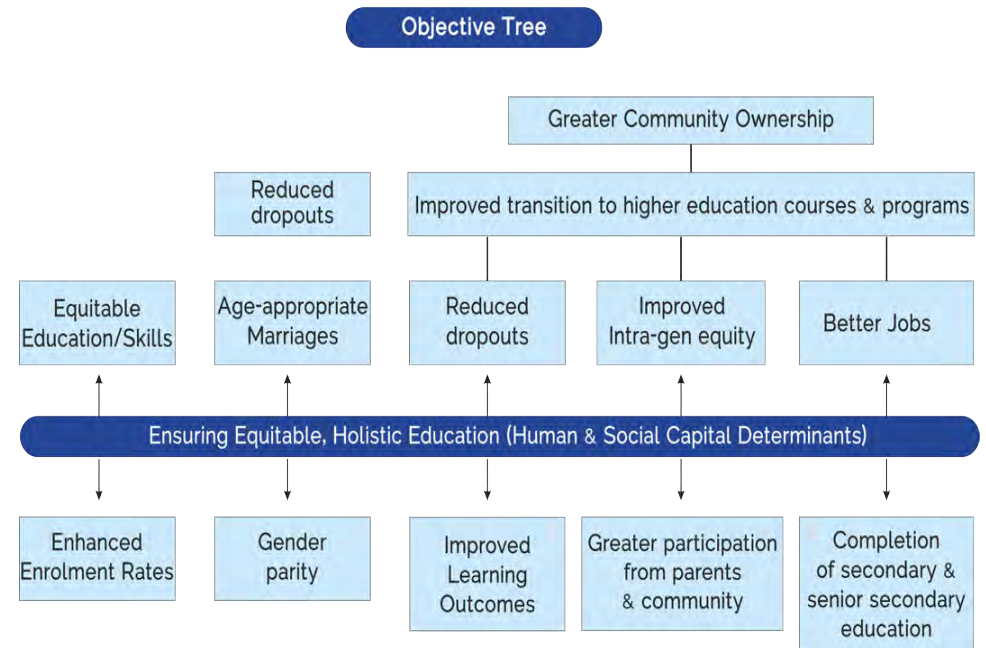 Objective Tree
Greater Community Ownership
Reduced
dropouts
Improved transition to higher education courses & programs
Equitable
Education/Skills
Age-appropriate
Marriages
Reduced
dropouts
Improved
Intra-gen equity
Better Jobs
Ensuring Equitable, Holistic Education (Human & Social Capital Determinants)
Enhanced
Enrolment Rates
Gender
parity
Improved
Learning
Outcomes
Greater participation
from parents
& community
Completion
of secondary &
senior secondary
education